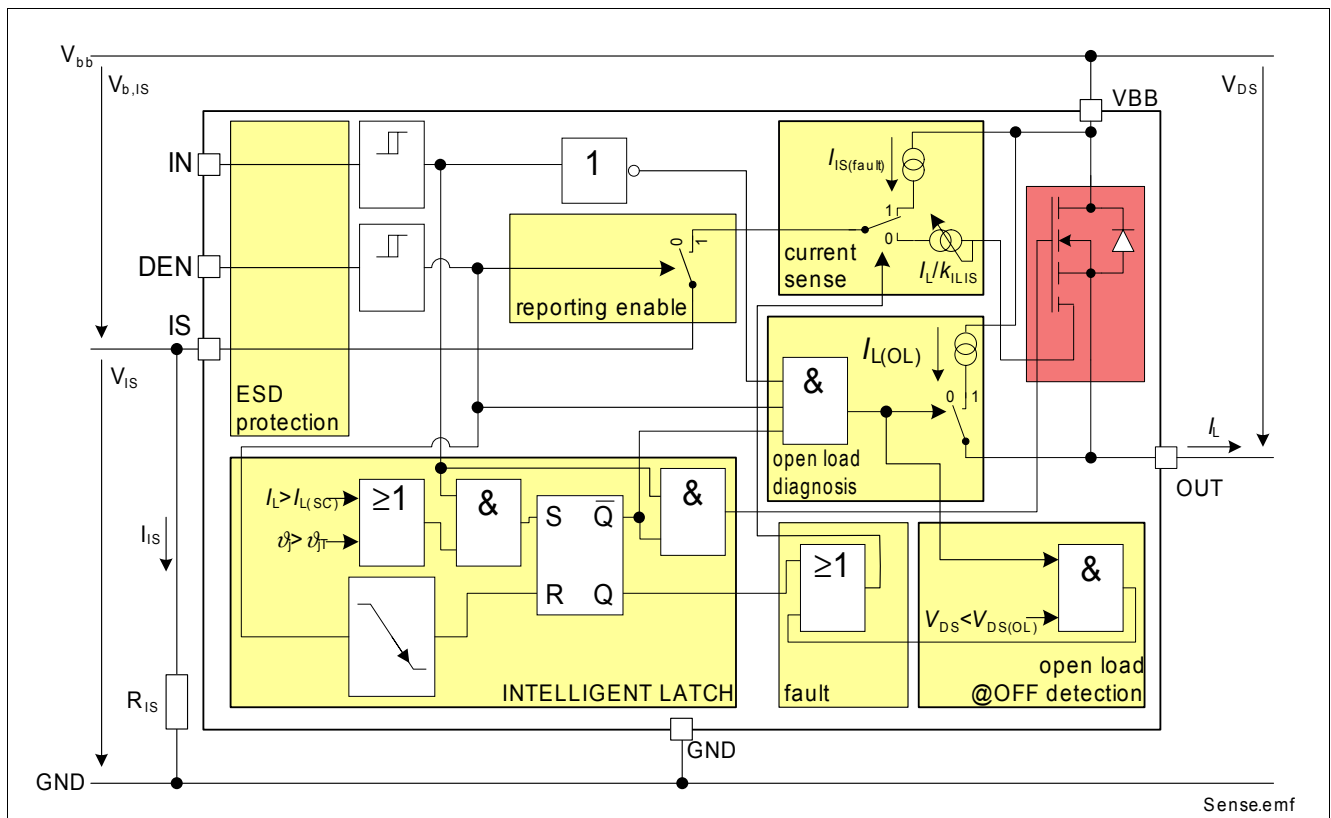 Vbb
Vb,IS
VBB
VDS
IN
1
IIS(fault)
1
0
current
sense
IL/kILIS
DEN
0
1
reporting enable
IS
VIS
ESD
protection
IL(OL)
&
0
1
open load
diagnosis
IL
OUT
IL>IL(SC)
≥1
&
S
Q
&
ϑj>ϑjT
R
Q
≥1
&
VDS<VDS(OL)
IIS
INTELLIGENT LATCH
fault
open load
@OFF detection
RIS
GND
GND
Sense.emf